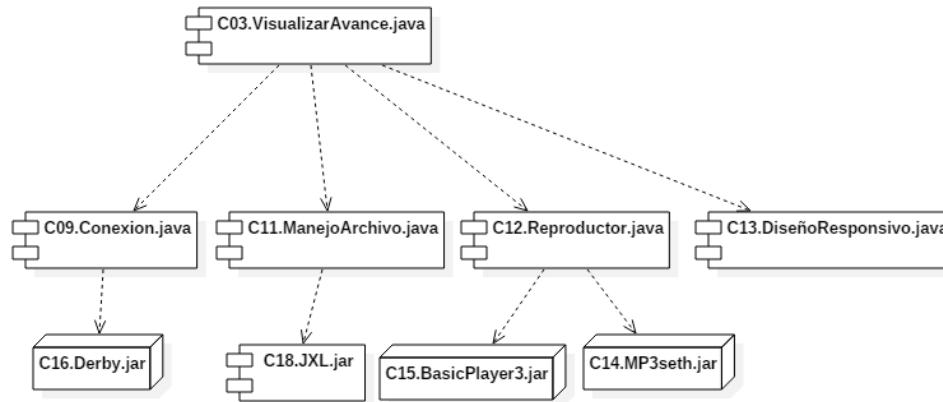 C03.VisualizarAvance.java
C09.Conexion.java
C11.ManejoArchivo.java
C12.Reproductor.java
C13.DiseñoResponsivo.java
C16.Derby.jar
C18.JXL.jar
C15.BasicPlayer3.jar
C14.MP3seth.jar